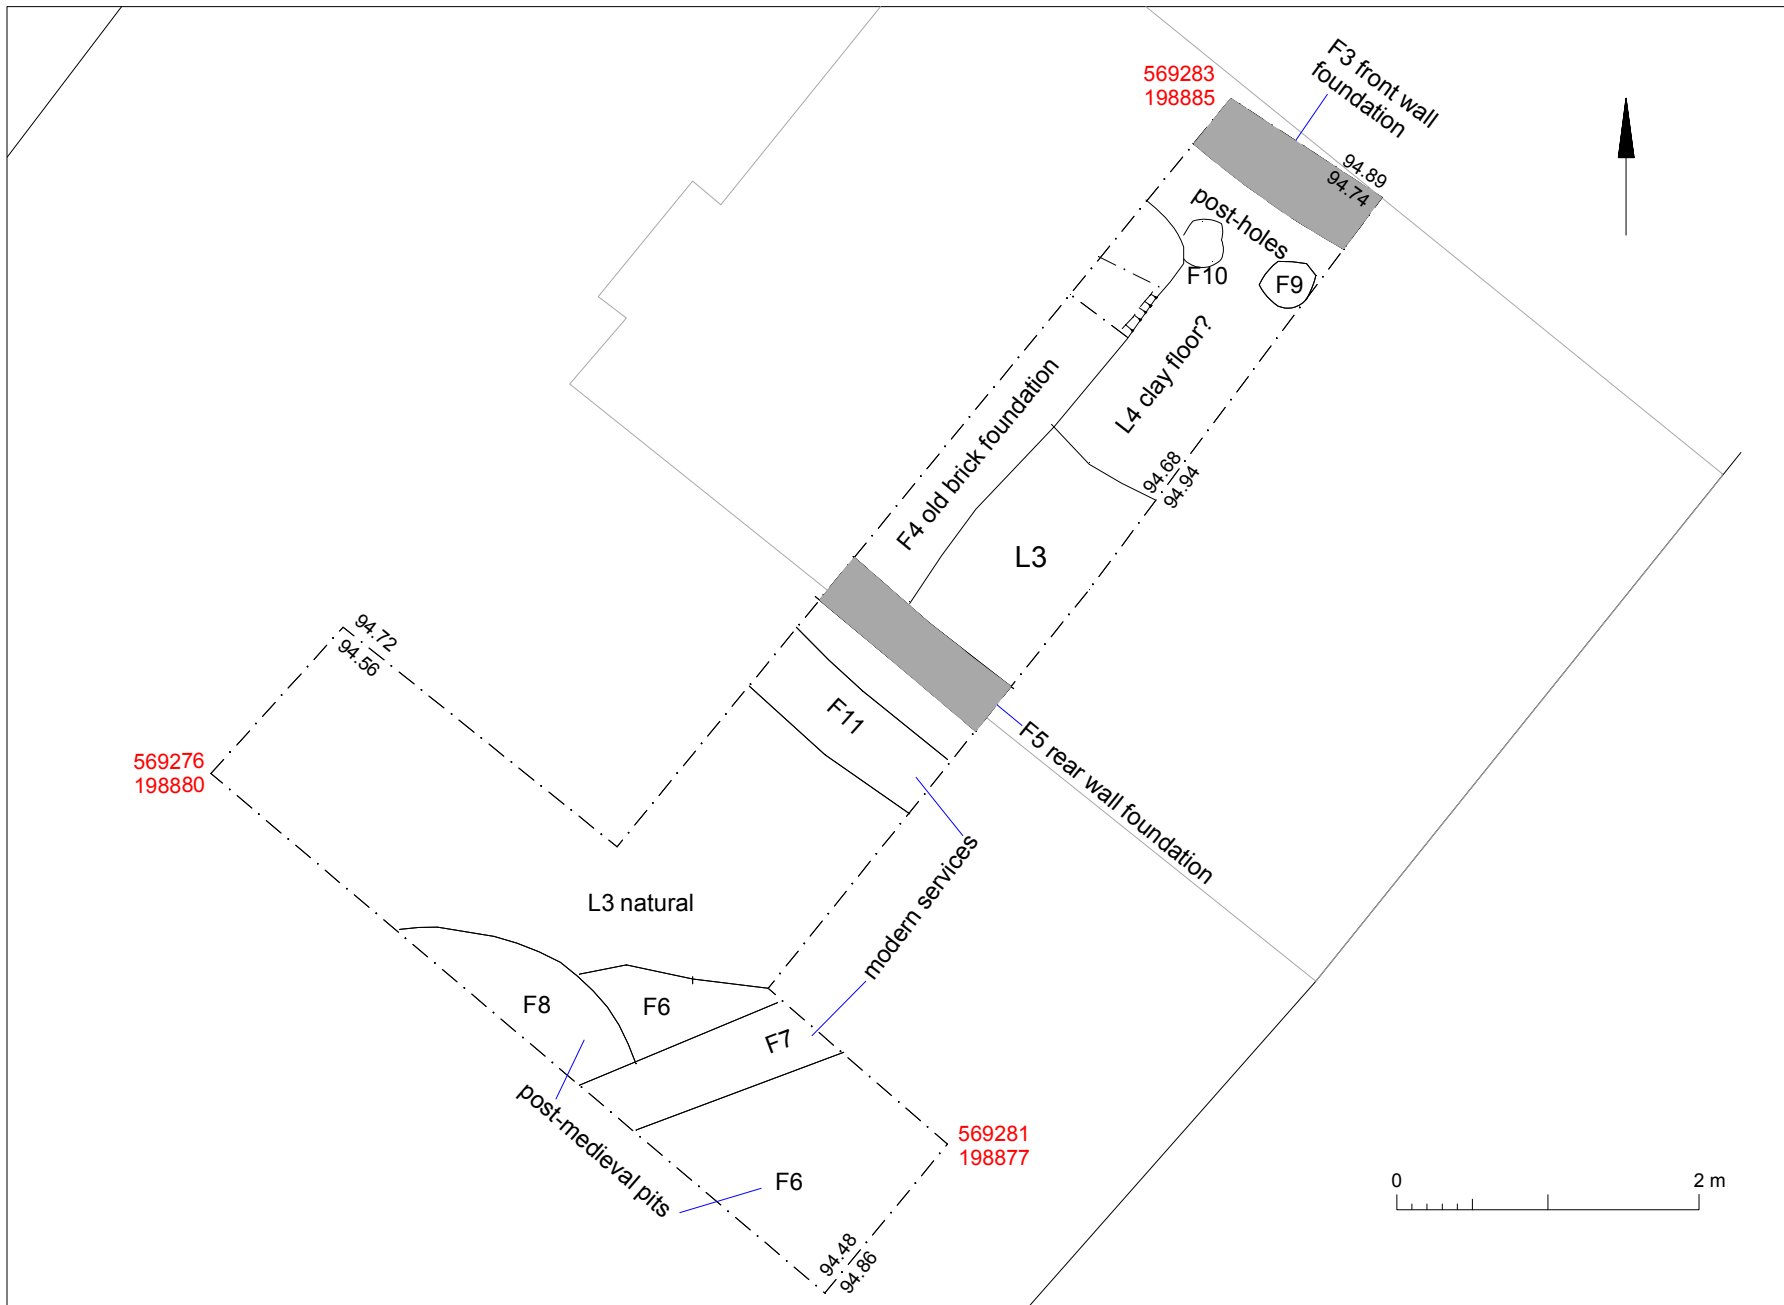 F3 front wall
foundation
569283
198885
94.89
94.74
post-holes
F10
F9
L4 clay floor?
F4 old brick foundation
94.68
94.94
L3
94.72
94.56
F11
F5 rear wall foundation
569276
198880
modern services
L3 natural
F8
F6
F7
post-medieval pits
569281
198877
F6
94.48
94.86
0
2 m